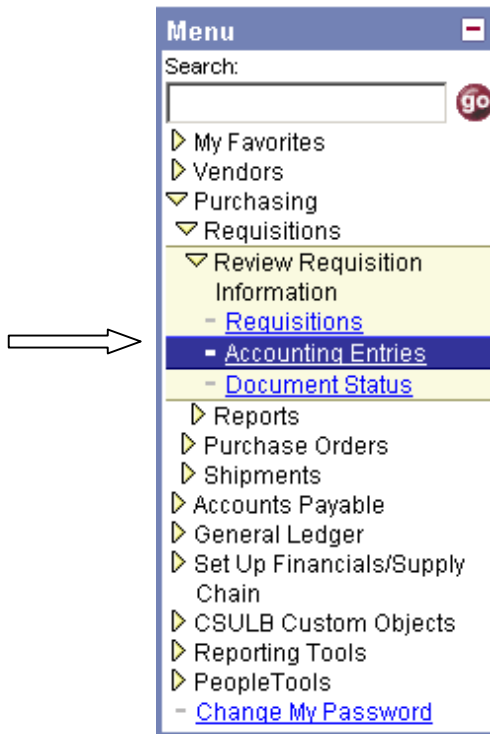 Menu
Search:
go
My Favorites
Vendors
Purchasing
Requisitions
Review Requisition
Information
Requisitions
Accounting Entries
Document Status
Reports
Purchase Orders
Shipments
Accounts Payable
General Ledger
Set Up Financials/Supply
Chain
CSULB Custom Objects
Reporting Tools
PeopleTools
Change My Password